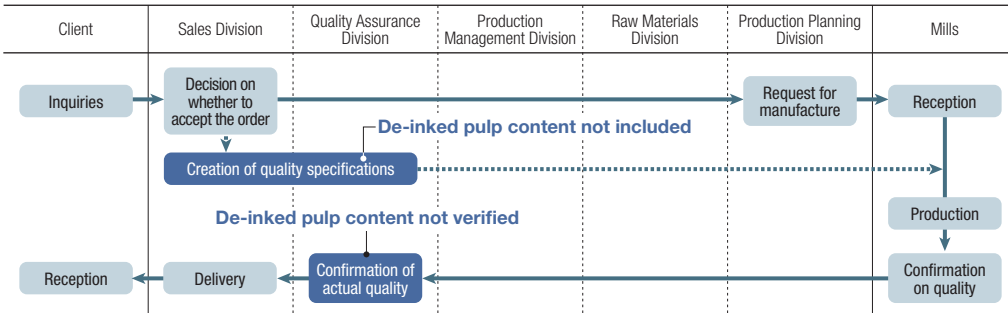 Client
Sales Division
Quality Assurance
Division
Production
Management Division
Raw Materials
Division
Production Planning
Division
Mills
Inquiries
Decision on
whether to
accept the order
Request for
manufacture
Reception
De-inked pulp content not included
Creation of quality specifications
Production
De-inked pulp content not verified
Reception
Delivery
Confirmation of
actual quality
Confirmation
on quality